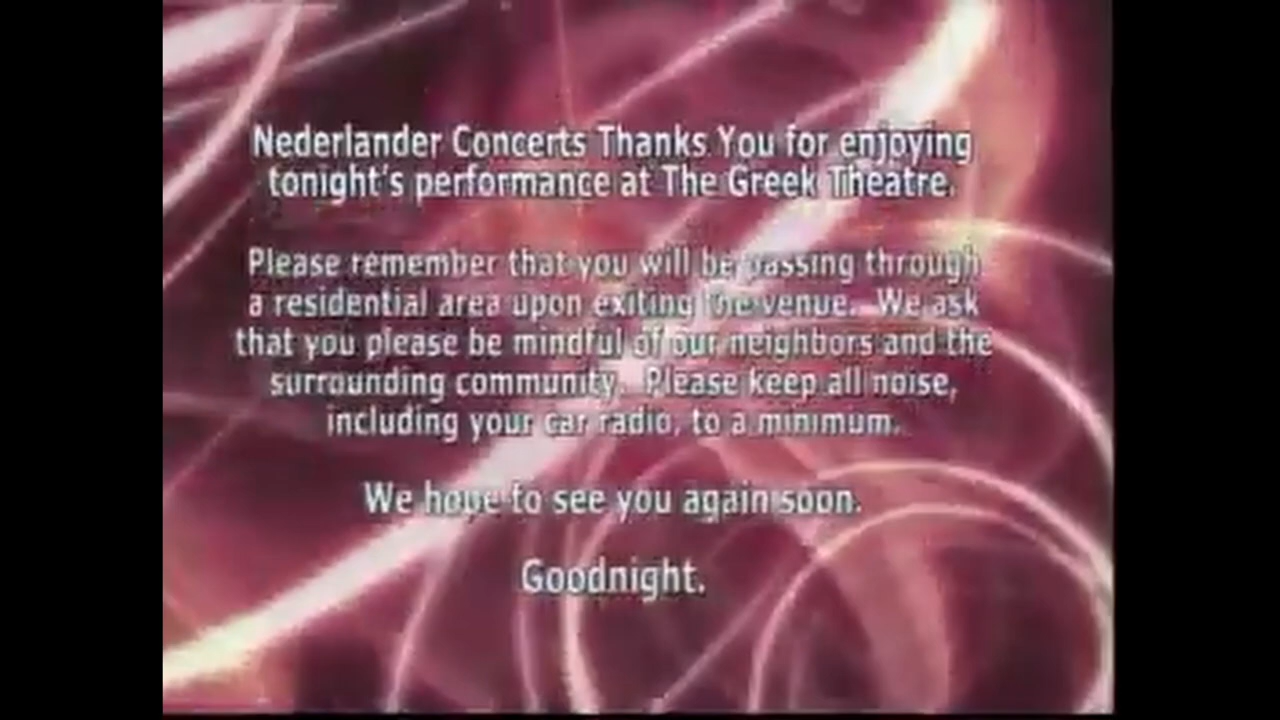 Nederlander Concerts Thanks You for enjoying
tonight's performance at The Greek Theatre.
Please remember that you will be passing through
a residential area upon exiting the venue. We ask
that you please be mindful of our neighbors and the
surrounding community. Please keep all noise,
including your car radio, to a minimum.
We hope to see you again soon.
Goodnight.